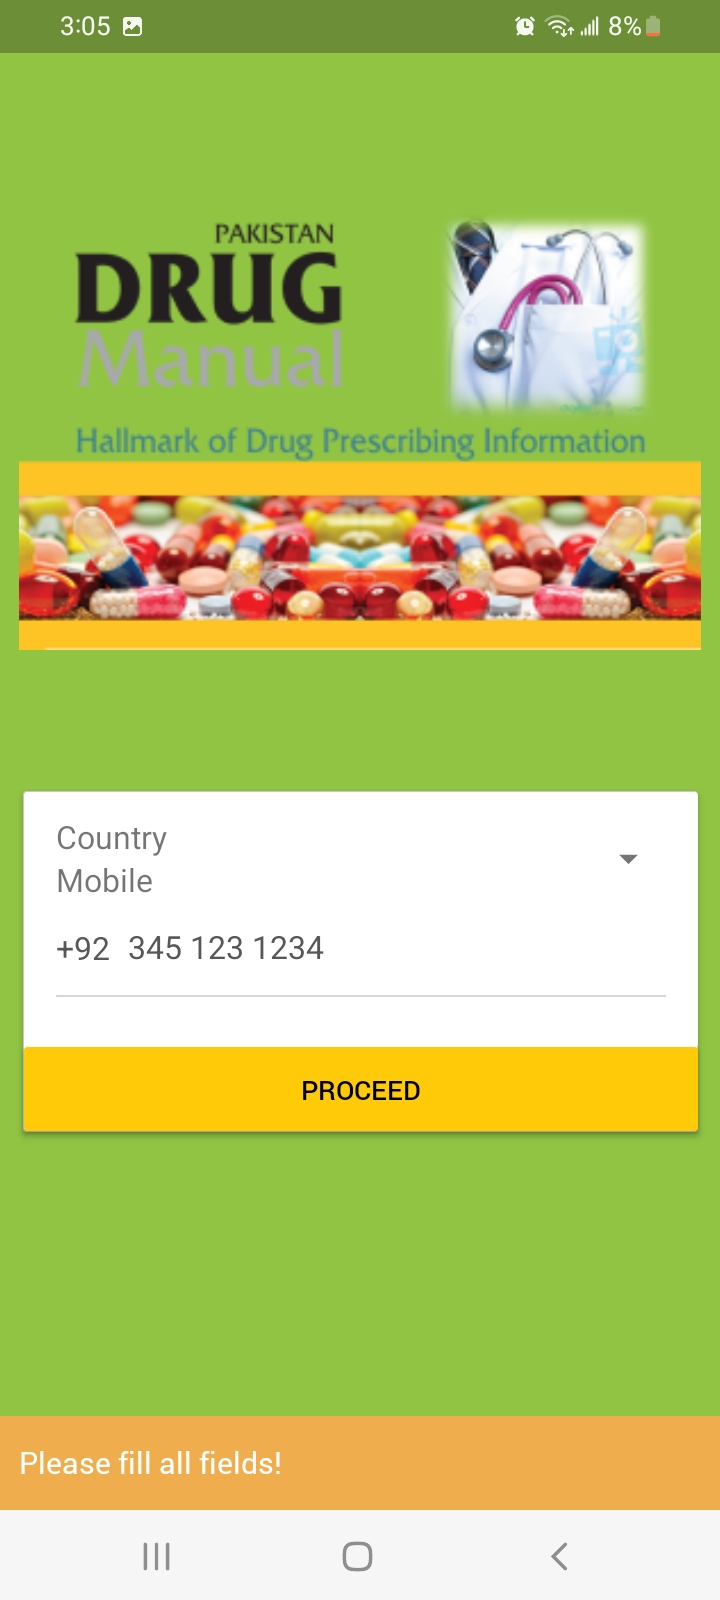 3:05
8%
PAKISTAN
DRUG
Manual
Hallmark of Drug Prescribing Information
Country
Mobile
+92 345 123 1234
PROCEED
Please fill all fields!